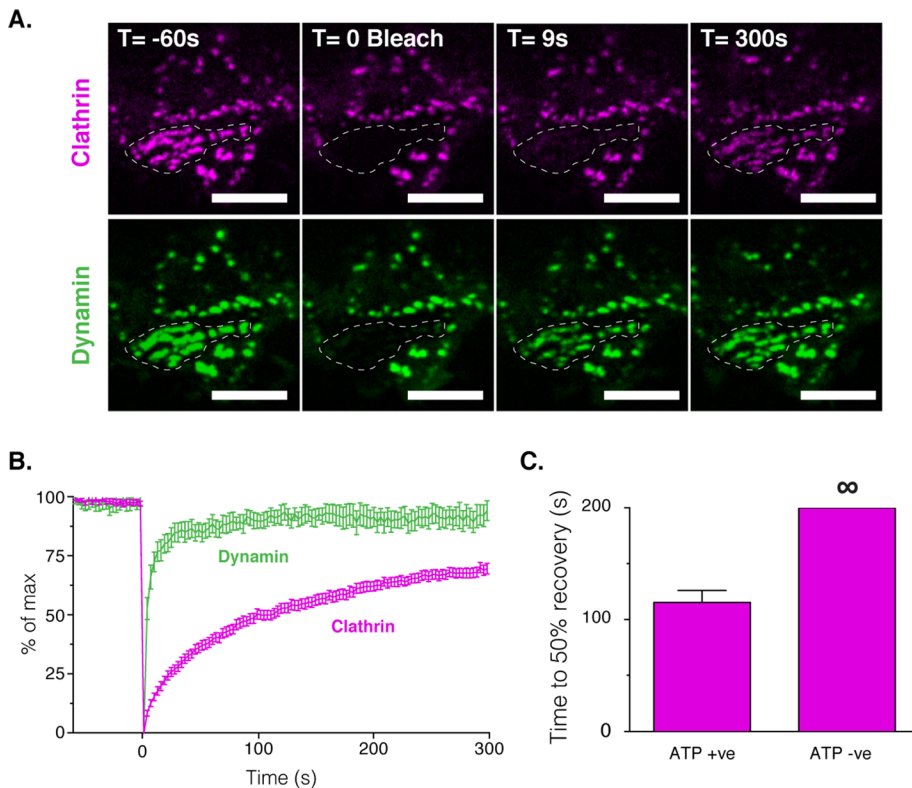 A.
T= -60s
T= 0 Bleach
9s
T= 300s
Clathrin
Dynamin
B.
% of max
100
75
50
25
0
Dynamin
Clathrin
0
100
200
300
Time (s)
C.
∞
Time to 50% recovery (s)
200
100
0
ATP +ve
ATP -ve